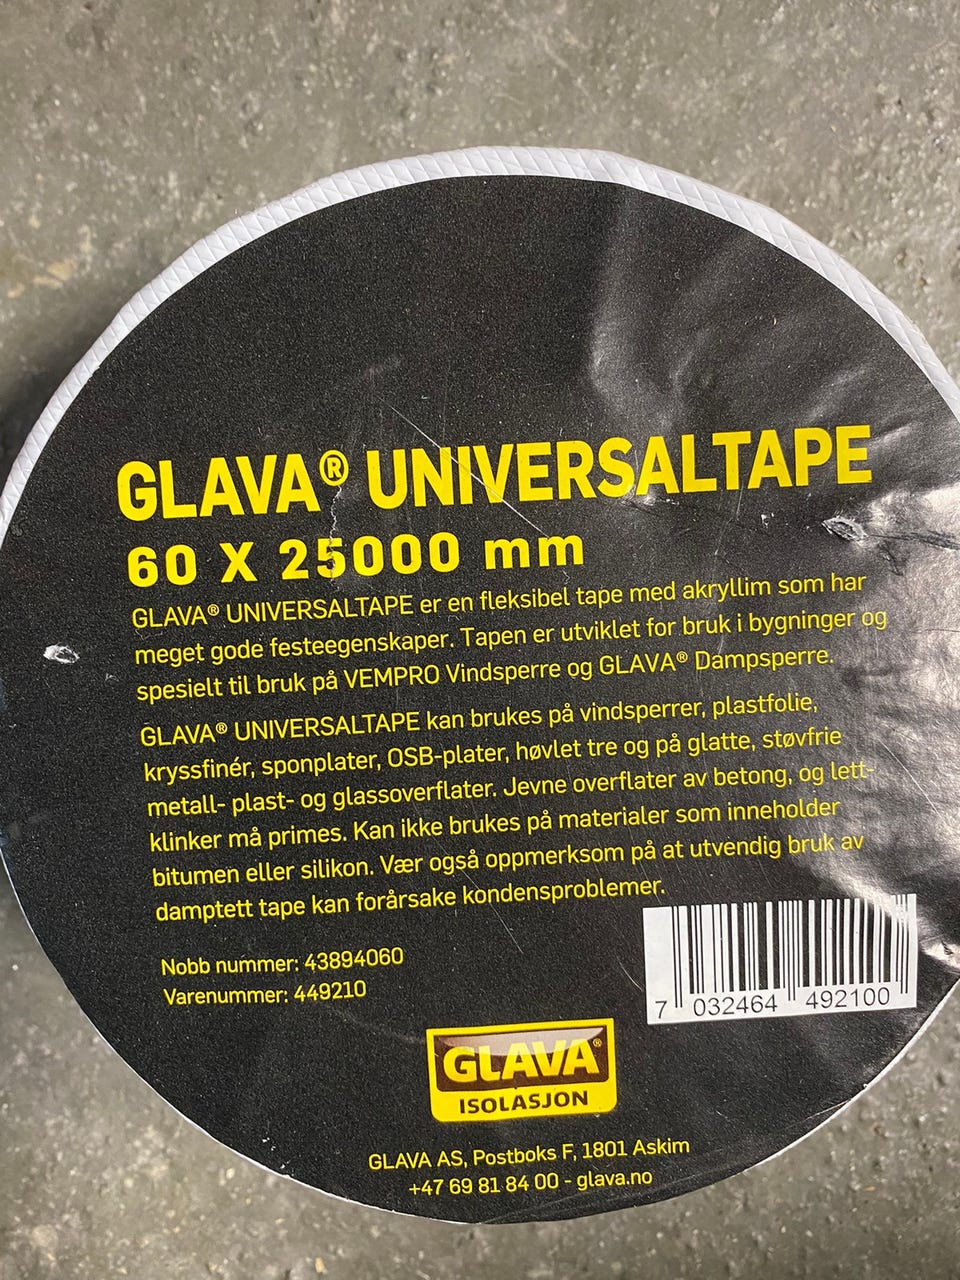 GLAVA® UNIVERSALTAPE
60 X 25000 mm
GLAVA® UNIVERSALTAPE er en fleksibel tape med akryllim som har
meget gode festeegenskaper. Tapen er utviklet for bruk i bygninger og
spesielt til bruk på VEMPRO Vindsperre og GLAVA® Dampsperre.
GLAVA® UNIVERSALTAPE kan brukes på vindsperrer, plastfolie,
kryssfinér, sponplater, OSB-plater, høvlet tre og på glatte, støvfrie
metall- plast- og glassoverflater. Jevne overflater av betong, og lett-
klinker må primes. Kan ikke brukes på materialer som inneholder
bitumen eller silikon. Vær også oppmerksom på at utvendig bruk av
damptett tape kan forårsake kondensproblemer.
Nobb nummer: 43894060
Varenummer: 449210
7 032464 492100
GLAVA®
ISOLASJON
GLAVA AS, Postboks F, 1801 Askim
+47 69 81 84 00 - glava.no